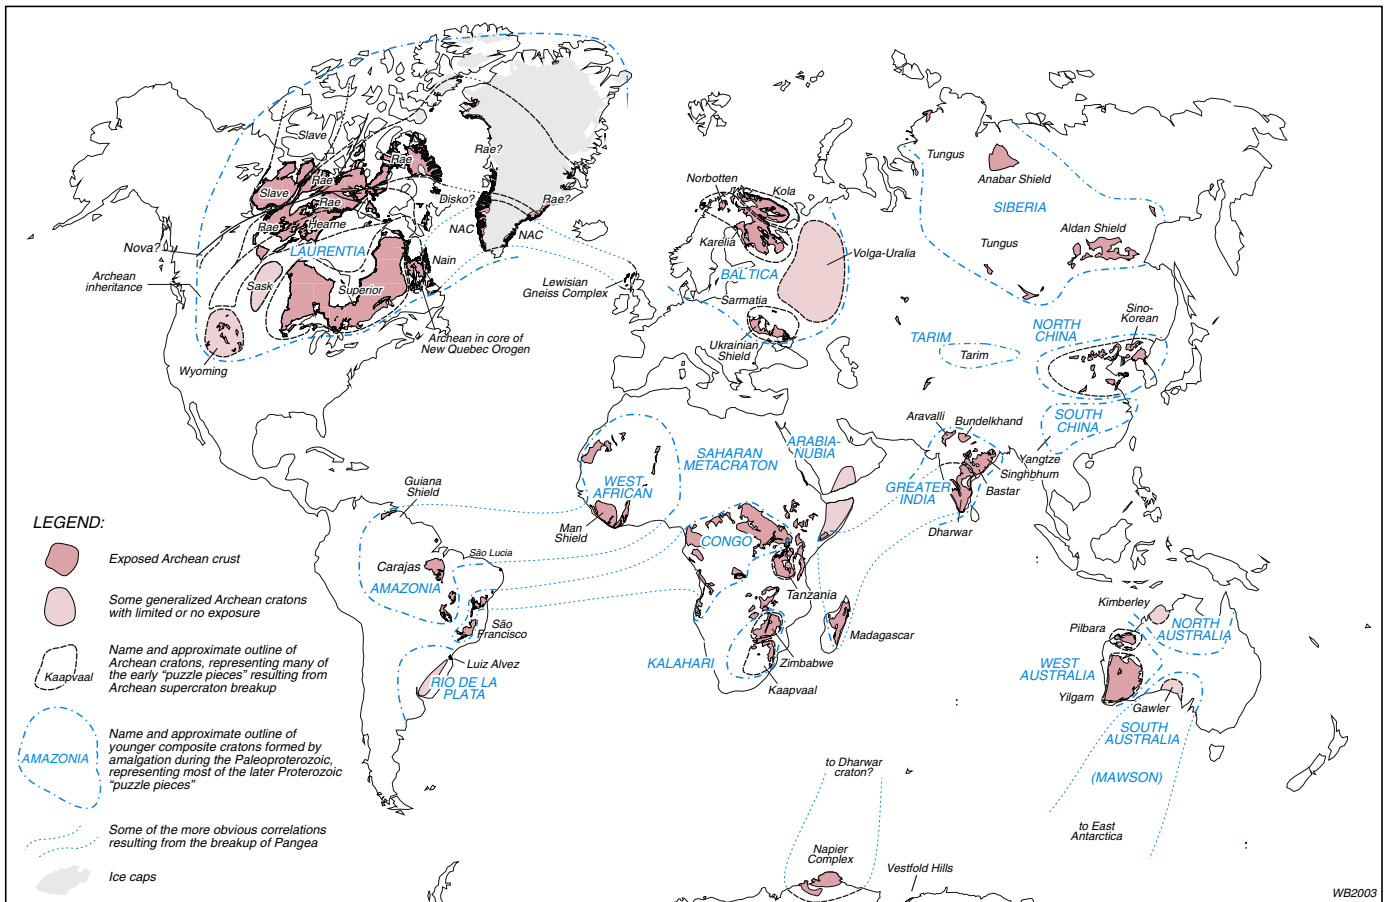 Slave
Rae
Rae?
Slave
Rae
Rae
Rae
Hearne
Disko?
Rae?
NAC
NAC
Nova?
LAURENTIA
Nain
Archean
inheritance
Sask
Superior
Lewisian
Gneiss Complex
Archean in core of
New Quebec Orogen
Wyoming
Norbotten
Kola
Karelia
Volga-Uralia
BALTICA
Sarmatia
Ukrainian
Shield
Tungus
Anabar Shield
SIBERIA
Tungus
Aldan Shield
TARIM
Tarim
NORTH
CHINA
Sino-
Korean
SOUTH
CHINA
Yangtze
Aravalli
Bundelkhand
Singhbhum
Bastar
GREATER
INDIA
Dharwar
ARABIA-
NUBIA
SAHARAN
METACRATON
WEST
AFRICAN
Man
Shield
CONGO
Tanzania
Madagascar
Zimbabwe
KALAHARI
Kaapvaal
Guiana
Shield
São Lucia
Carajas
AMAZONIA
São
Francisco
Luiz Alvez
RIO DE LA
PLATA
Kimberley
NORTH
AUSTRALIA
Pilbara
WEST
AUSTRALIA
Yilgarn
Gawler
SOUTH
AUSTRALIA
(MAWSON)
to East
Antarctica
to Dharwar
craton?
Napier
Complex
Vestfold Hills
LEGEND:
Exposed Archean crust
Some generalized Archean cratons
with limited or no exposure
Kaapvaal
Name and approximate outline of
Archean cratons, representing many of
the early “puzzle pieces” resulting from
Archean supercraton breakup
AMAZONIA
Name and approximate outline of
younger composite cratons formed by
amalgation during the Paleoproterozoic,
representing most of the later Proterozoic
“puzzle pieces”
Some of the more obvious correlations
resulting from the breakup of Pangea
Ice caps
WB2003